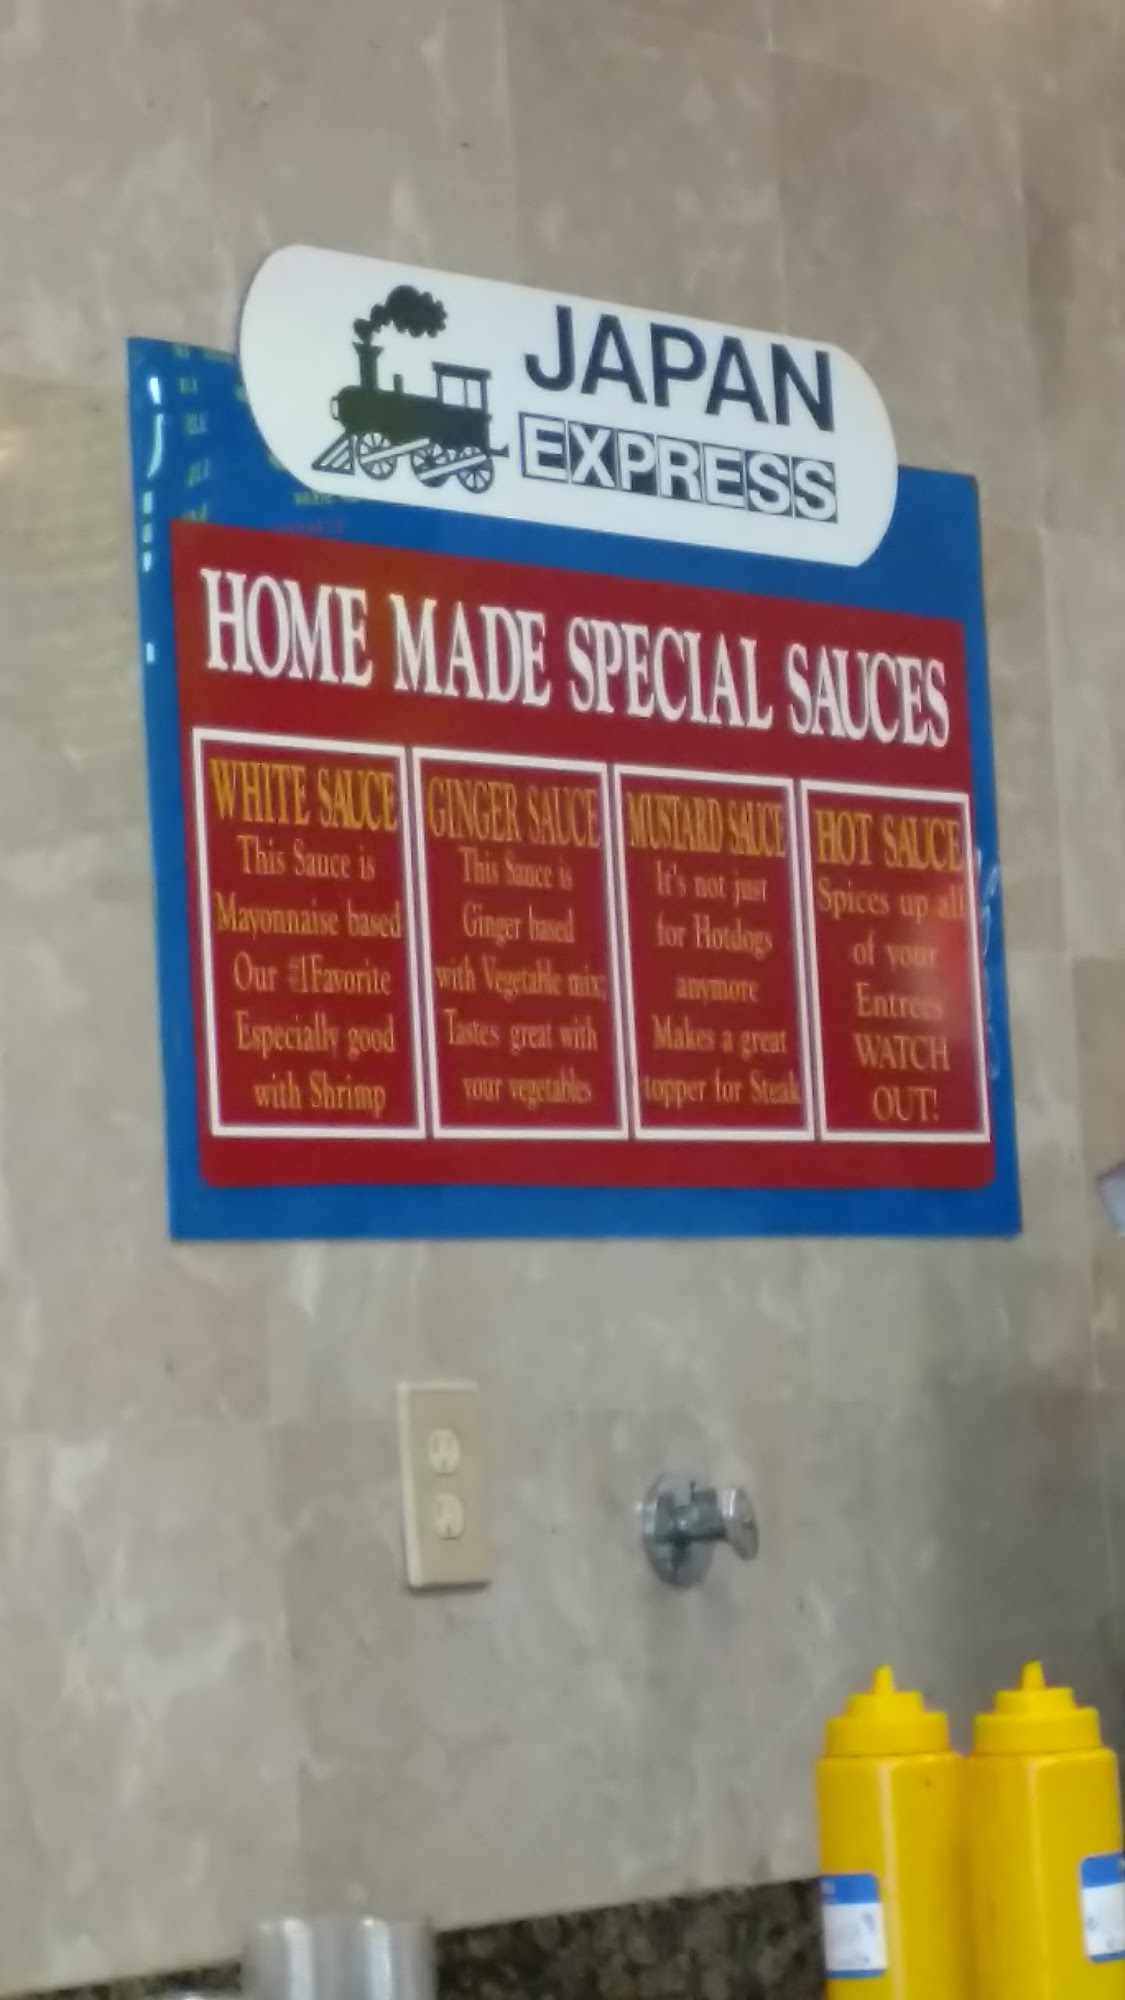 JAPAN
EXPRESS
HOME MADE SPECIAL SAUCES
WHITE SAUCE
This Sauce is
Mayonnaise based
Our #1Favorite
Especially good
with Shrimp
GINGER SAUCE
This Sauce is
Ginger based
with Vegetable mix;
Tastes great with
your vegetables
MUSTARD SAUCE
It's not just
for Hotdogs
anymore
Makes a great
topper for Steak
HOT SAUCE
Spices up all
of your
Entrees
WATCH
OUT!